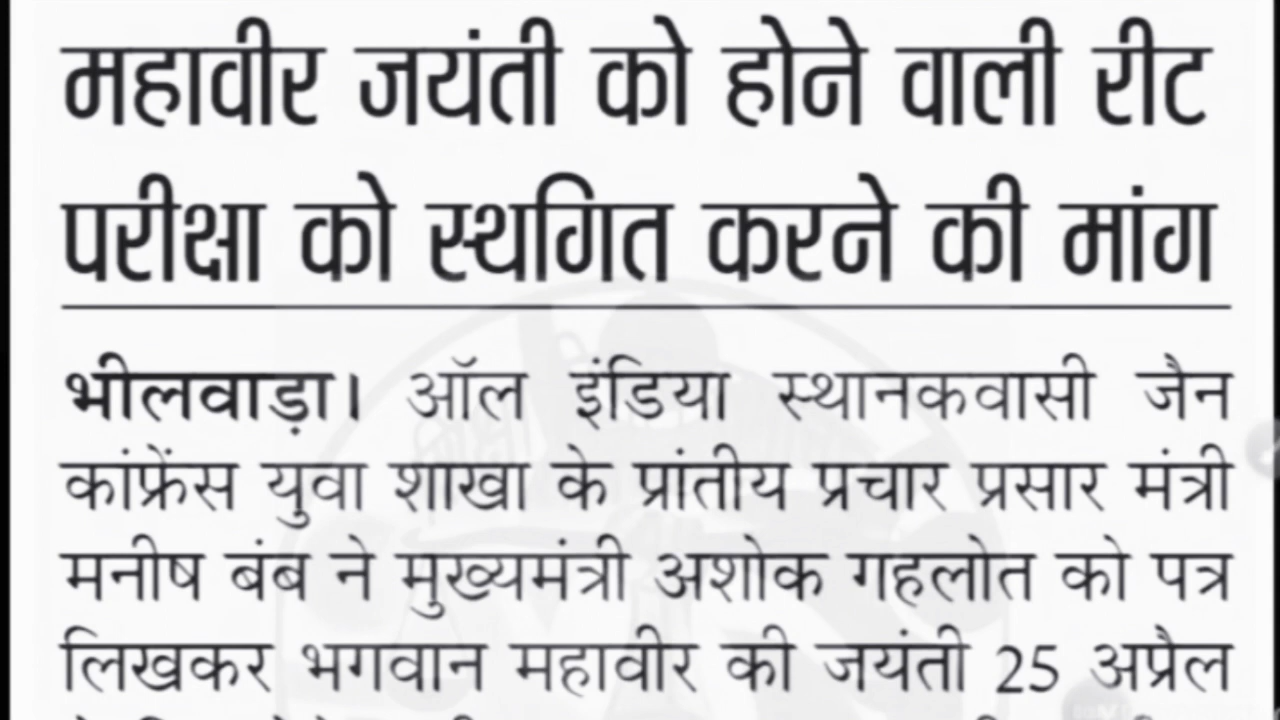 महावीर जयंती को होने वाली रीट
परीक्षा को स्थगित करने की मांग
भीलवाड़ा। ऑल इंडिया स्थानकवासी जैन
कांफ्रेंस युवा शाखा के प्रांतीय प्रचार प्रसार मंत्री
मनीष बंब ने मुख्यमंत्री अशोक गहलोत को पत्र
लिखकर भगवान महावीर की जयंती 25 अप्रैल